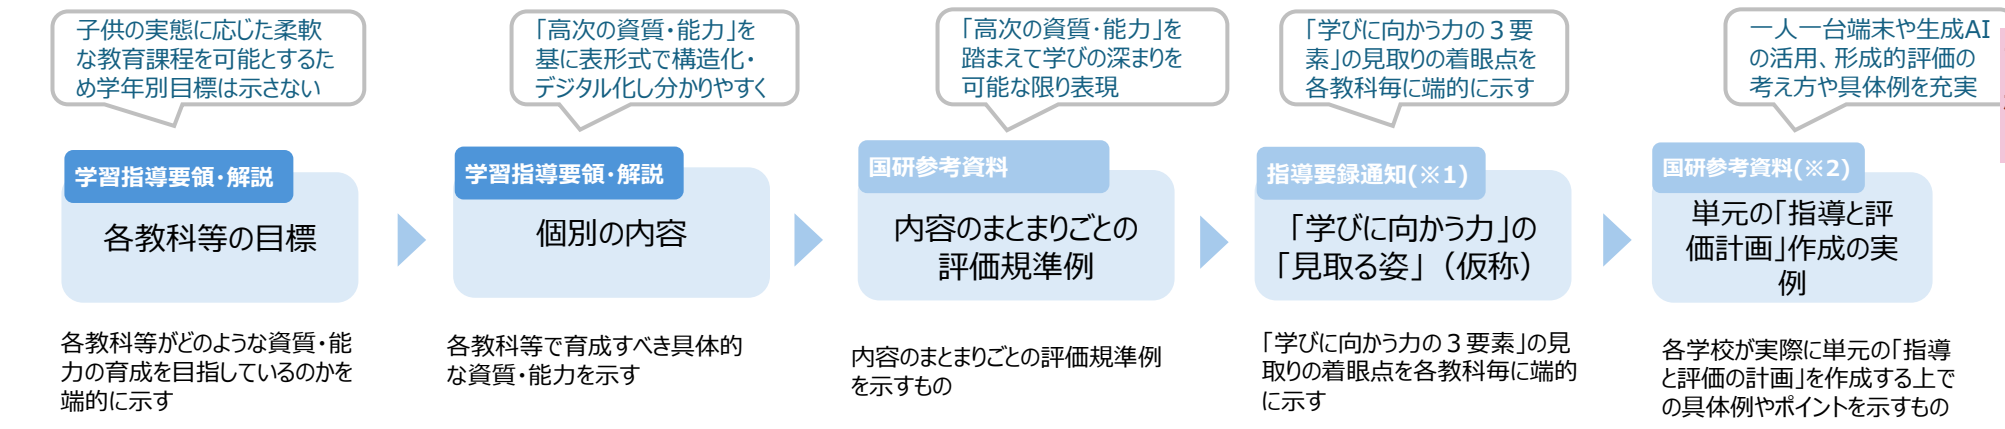 子供の実態に応じた柔軟
な教育課程を可能とするた
め学年別目標は示さない
「高次の資質・能力」を
基に表形式で構造化・
デジタル化し分かりやすく
「高次の資質・能力」を
踏まえて学びの深まりを
可能な限り表現
「学びに向かう力の３要
素」の見取りの着眼点を
各教科毎に端的に示す
一人一台端末や生成AI
の活用、形成的評価の
考え方や具体例を充実
学習指導要領・解説
各教科等の目標
学習指導要領・解説
個別の内容
国研参考資料
内容のまとまりごとの
評価規準例
指導要録通知(※1)
「学びに向かう力」の
「見取る姿」（仮称）
国研参考資料(※2)
単元の「指導と評
価計画」作成の実
例
各教科等がどのような資質・能
力の育成を目指しているのかを
端的に示す
各教科等で育成すべき具体的
な資質・能力を示す
内容のまとまりごとの評価規準例
を示すもの
「学びに向かう力の３要素」の見
取りの着眼点を各教科毎に端的
に示す
各学校が実際に単元の「指導
と評価の計画」を作成する上で
の具体例やポイントを示すもの